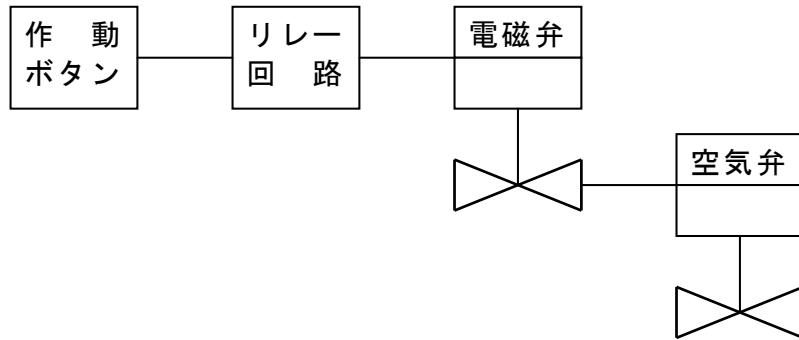 作 動
ボタン
リレー
回 路
電磁弁
空気弁